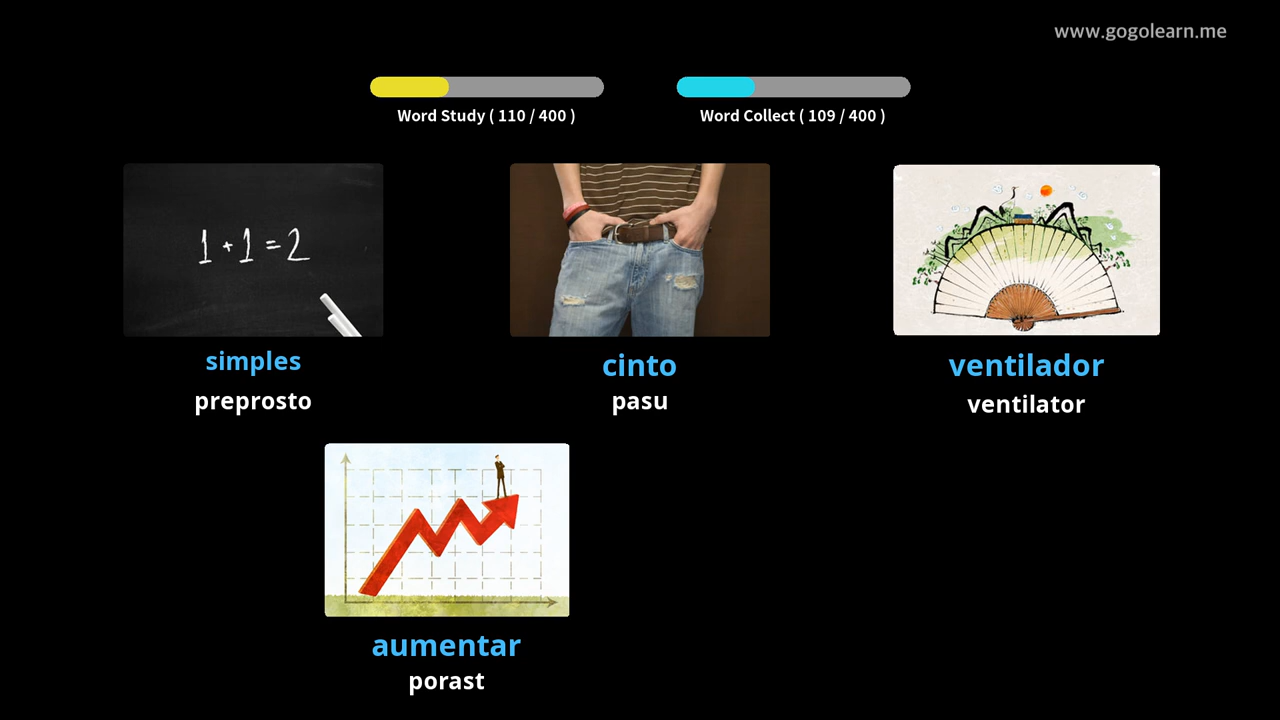 www.gogolearn.me
Word Study ( 110 / 400 )
Word Collect ( 109 / 400 )
1 + 1 = 2
simples
preprosto
cinto
pasu
ventilador
ventilator
aumentar
porast